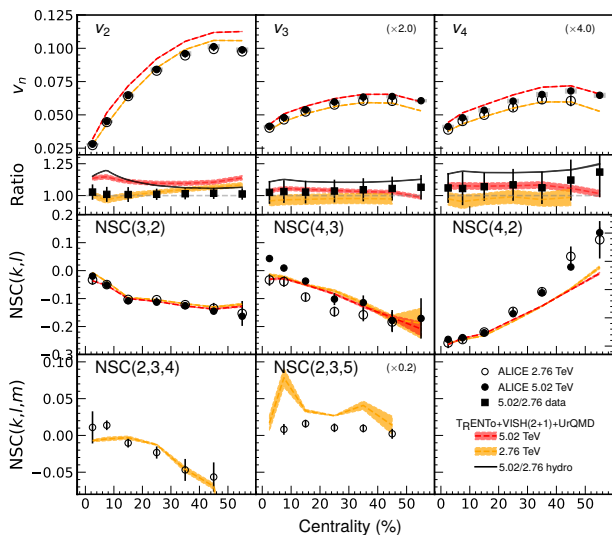 v2
v3
(×2.0)
v4
(×4.0)
vn
0.125
0.100
0.075
0.050
0.025
Ratio
1.25
1.00
NSC(k,l)
0.2
0.1
0.0
−0.1
−0.2
−0.3
NSC(3,2)
NSC(4,3)
NSC(4,2)
NSC(k,l,m)
0.05
0.00
−0.05
NSC(2,3,4)
NSC(2,3,5)
(×0.2)
ALICE 2.76 TeV
ALICE 5.02 TeV
5.02/2.76 data
TRENTo+VISH(2+1)+UrQMD
5.02 TeV
2.76 TeV
5.02/2.76 hydro
0 10 20 30 40 50
0 10 20 30 40 50
0 10 20 30 40 50
Centrality (%)